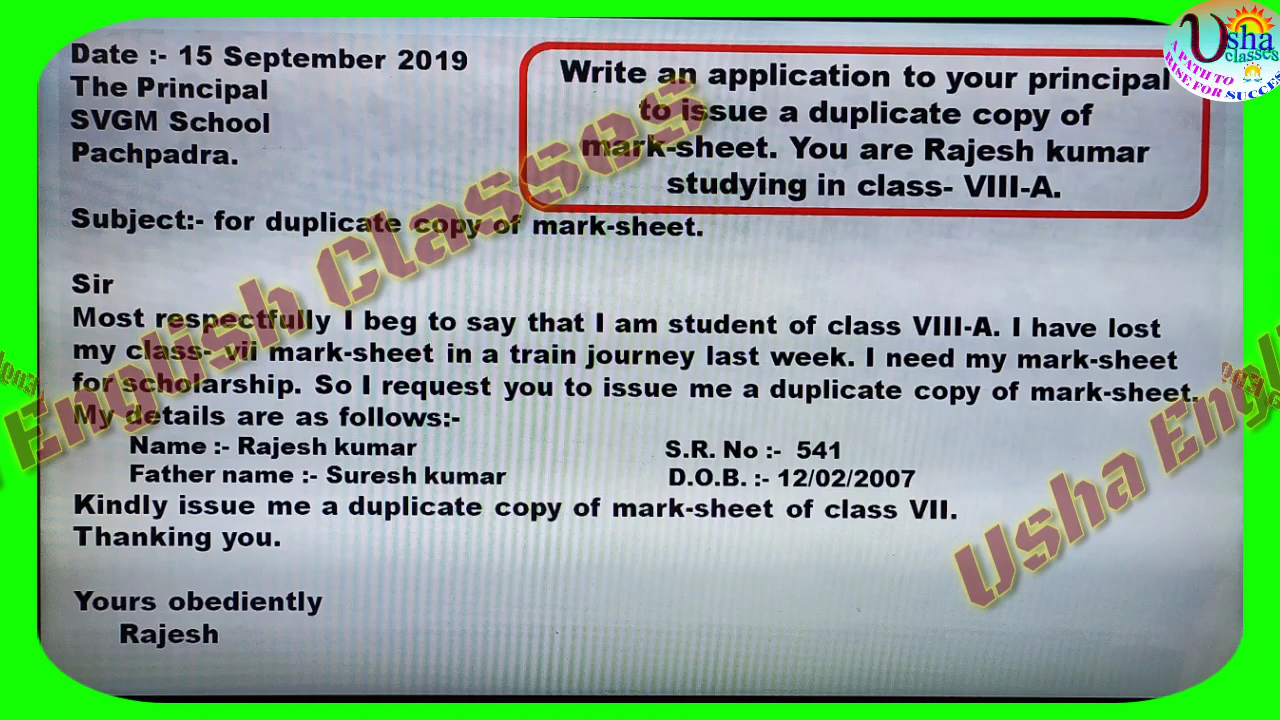 Date :- 15 September 2019
The Principal
SVGM School
Pachpadra.
Write an application to your principal
to issue a duplicate copy of
mark-sheet. You are Rajesh kumar
studying in class- VIII-A.
Subject:- for duplicate copy of mark-sheet.
Sir
Most respectfully I beg to say that I am student of class VIII-A. I have lost
my class- vii mark-sheet in a train journey last week. I need my mark-sheet
for scholarship. So I request you to issue me a duplicate copy of mark-sheet.
My details are as follows:-
Name :- Rajesh kumar S.R. No :- 541
Father name :- Suresh kumar D.O.B. :- 12/02/2007
Kindly issue me a duplicate copy of mark-sheet of class VII.
Thanking you.
Yours obediently
Rajesh
Usha
classes
A PATH TO
RISE FOR SUCCES
English Classes
Usha Engl